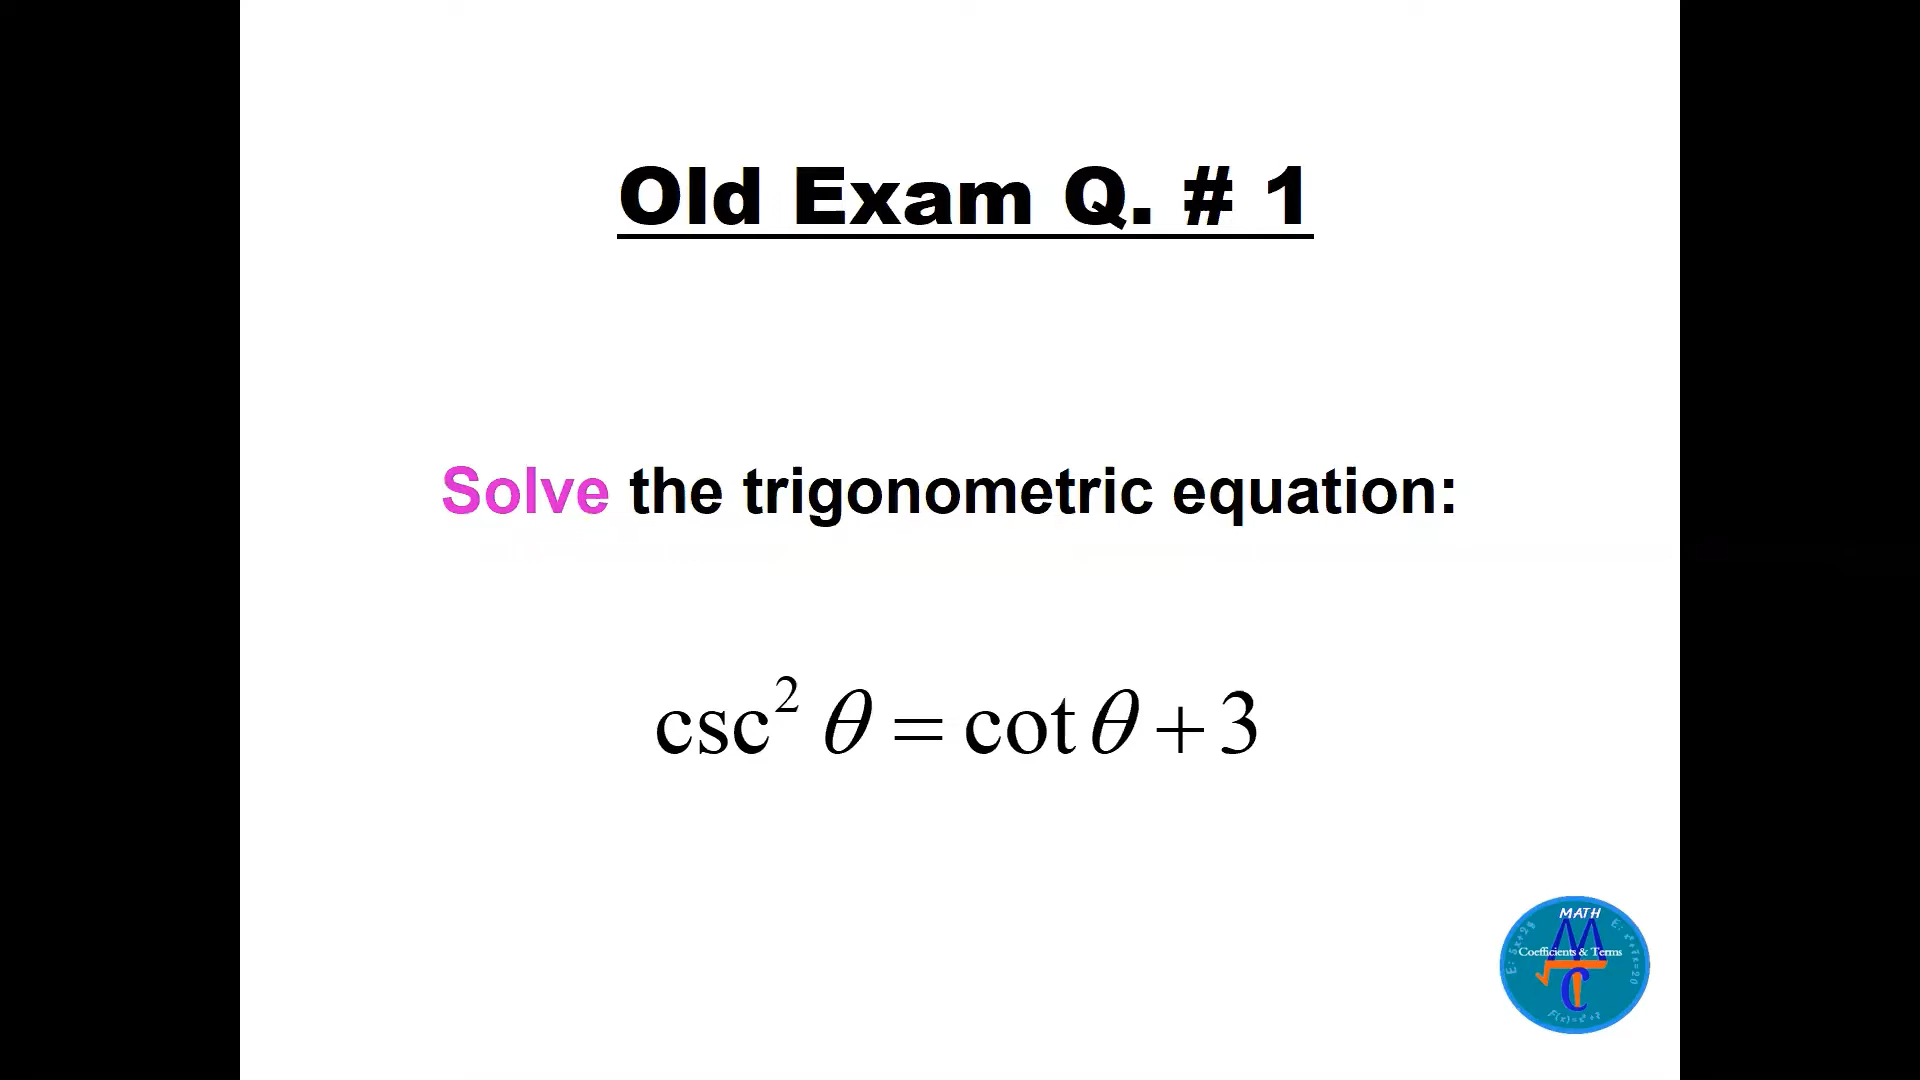 Old Exam Q. # 1
Solve the trigonometric equation:
csc² θ = cot θ + 3
MATH
Coefficients & Terms